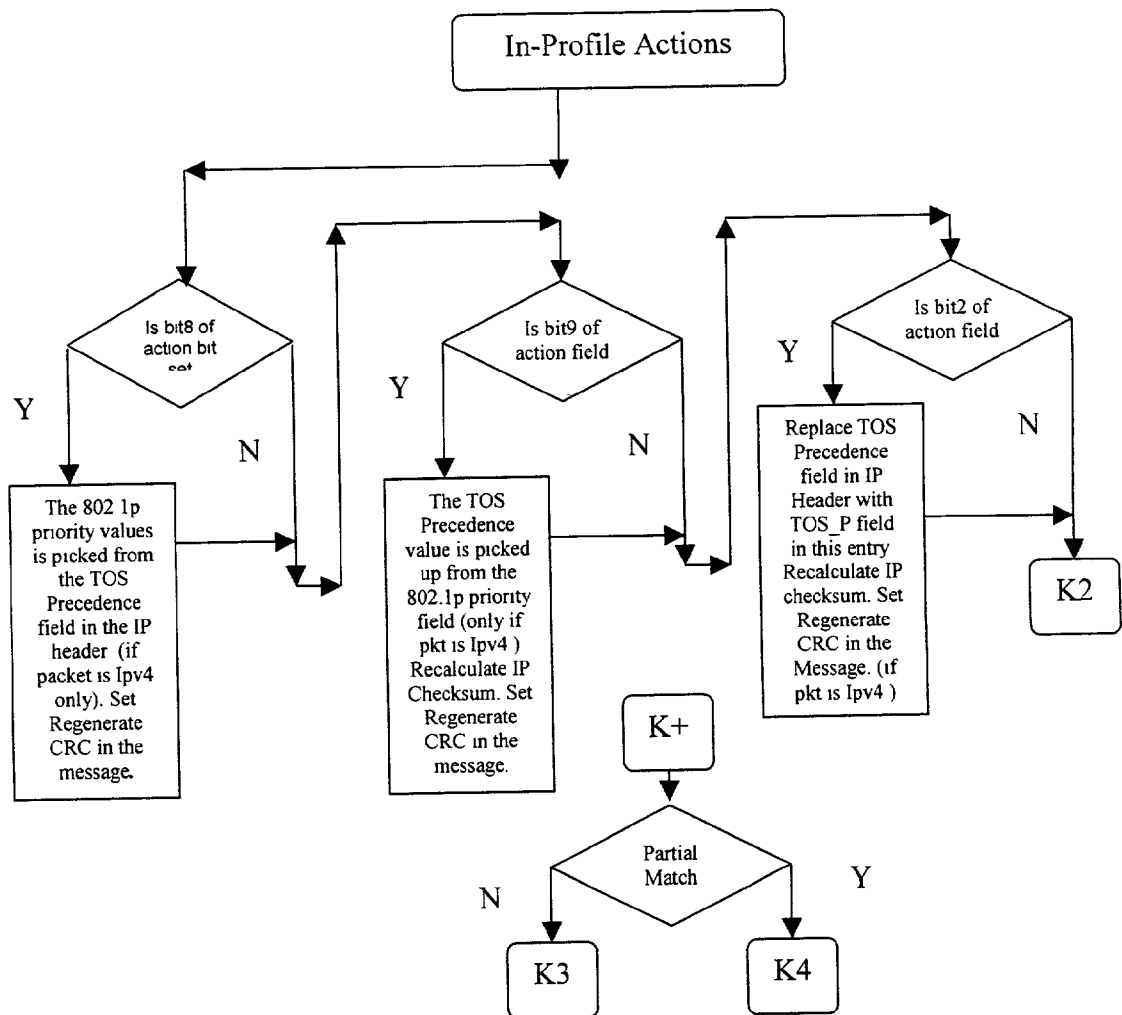 In-Profile Actions
Is bit8 of
action bit
set
Y
N
The 802 1p
priority values
is picked from
the TOS
Precedence
field in the IP
header (if
packet is Ipv4
only). Set
Regenerate
CRC in the
message.
Is bit9 of
action field
Y
N
The TOS
Precedence
value is picked
up from the
802.1p priority
field (only if
pkt is Ipv4 )
Recalculate IP
Checksum. Set
Regenerate
CRC in the
message.
Is bit2 of
action field
Y
N
Replace TOS
Precedence
field in IP
Header with
TOS_P field
in this entry
Recalculate IP
checksum. Set
Regenerate
CRC in the
Message. (if
pkt is Ipv4 )
K2
K+
Partial
Match
N
Y
K3
K4